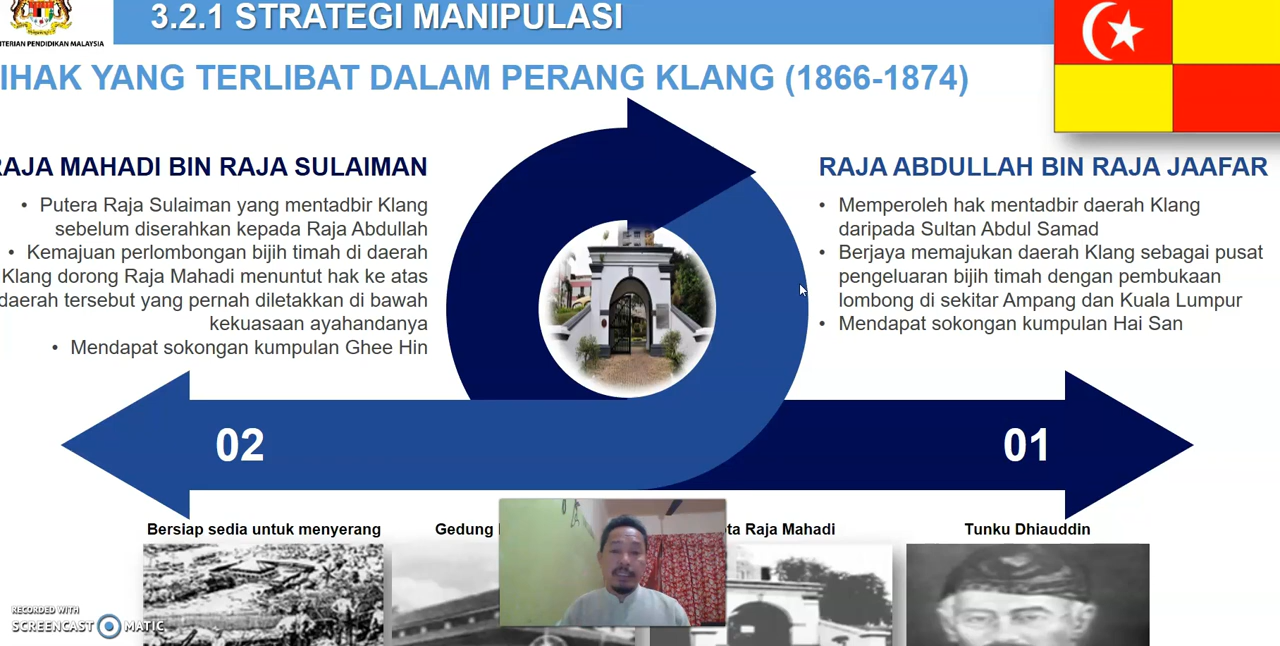 3.2.1 STRATEGI MANIPULASI
PENDIDIKAN MALAYSIA
YANG TERLIBAT DALAM PERANG KLANG (1866-1874)
MAHADI BIN RAJA SULAIMAN
• Putera Raja Sulaiman yang mentadbir Klang
sebelum diserahkan kepada Raja Abdullah
• Kemajuan perlombongan bijih timah di daerah
Klang dorong Raja Mahadi menuntut hak ke atas
daerah tersebut yang pernah diletakkan di bawah
kekuasaan ayahandanya
• Mendapat sokongan kumpulan Ghee Hin
RAJA ABDULLAH BIN RAJA JAAFAR
• Memperoleh hak mentadbir daerah Klang
daripada Sultan Abdul Samad
• Berjaya memajukan daerah Klang sebagai pusat
pengeluaran bijih timah dengan pembukaan
lombong di sekitar Ampang dan Kuala Lumpur
• Mendapat sokongan kumpulan Hai San
02
01
Bersiap sedia untuk menyerang
Gedung
Raja Mahadi
Tunku Dhiauddin
RECORDED WITH
SCREENCAST MATIC